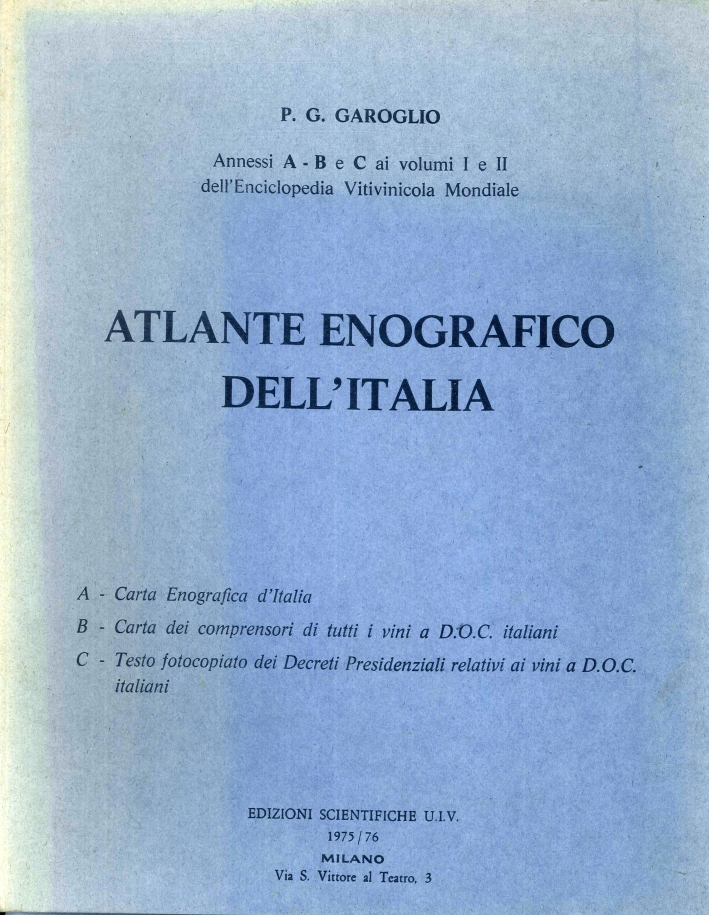 P. G. GAROGLIO
Annessi A - B e C ai volumi I e II
dell'Enciclopedia Vitivinicola Mondiale
ATLANTE ENOGRAFICO
DELL'ITALIA
A - Carta Enografica d'Italia
B - Carta dei comprensori di tutti i vini a D.O.C. italiani
C - Testo fotocopiato dei Decreti Presidenziali relativi ai vini a D.O.C.
italiani
EDIZIONI SCIENTIFICHE U.I.V.
1975/76
MILANO
Via S. Vittore al Teatro, 3